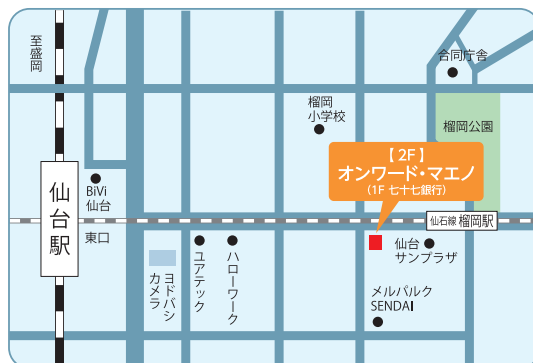 至盛岡
合同庁舎
榴岡
小学校
榴岡公園
【2F】
オンワード・マエノ
(1F 七十七銀行)
BiVi
仙台
仙台駅
仙石線 榴岡駅
東口
ヨドバシ
カメラ
ユアテック
ハローワーク
仙台
サンプラザ
メルパルク
SENDAI